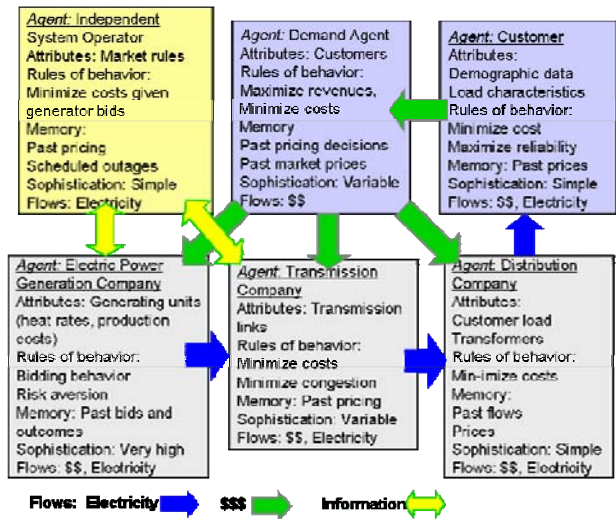 Agent: Independent
System Operator
Attributes: Market rules
Rules of behavior:
Minimize costs given
generator bids
Memory:
Past pricing
Scheduled outages
Sophistication: Simple
Flows: Electricity
Agent: Demand Agent
Attributes: Customers
Rules of behavior:
Maximize revenues,
Minimize costs
Memory
Past pricing decisions
Past market prices
Sophistication: Variable
Flows: $$
Agent: Customer
Attributes:
Demographic data
Load characteristics
Rules of behavior:
Minimize cost
Maximize reliability
Memory: Past prices
Sophistication: Simple
Flows: $$, Electricity
Agent: Electric Power
Generation Company
Attributes: Generating units
(heat rates, production
costs)
Rules of behavior:
Bidding behavior
Risk aversion
Memory: Past bids and
outcomes
Sophistication: Very high
Flows: $$, Electricity
Agent: Transmission
Company
Attributes: Transmission
links
Rules of behavior:
Minimize costs
Minimize congestion
Memory: Past pricing
Sophistication: Variable
Flows: $$, Electricity
Agent: Distribution
Company
Attributes:
Customer load
Transformers
Rules of behavior:
Min-imize costs
Memory:
Past flows
Prices
Sophistication: Simple
Flows: $$, Electricity
Flows: Electricity $$$ Information